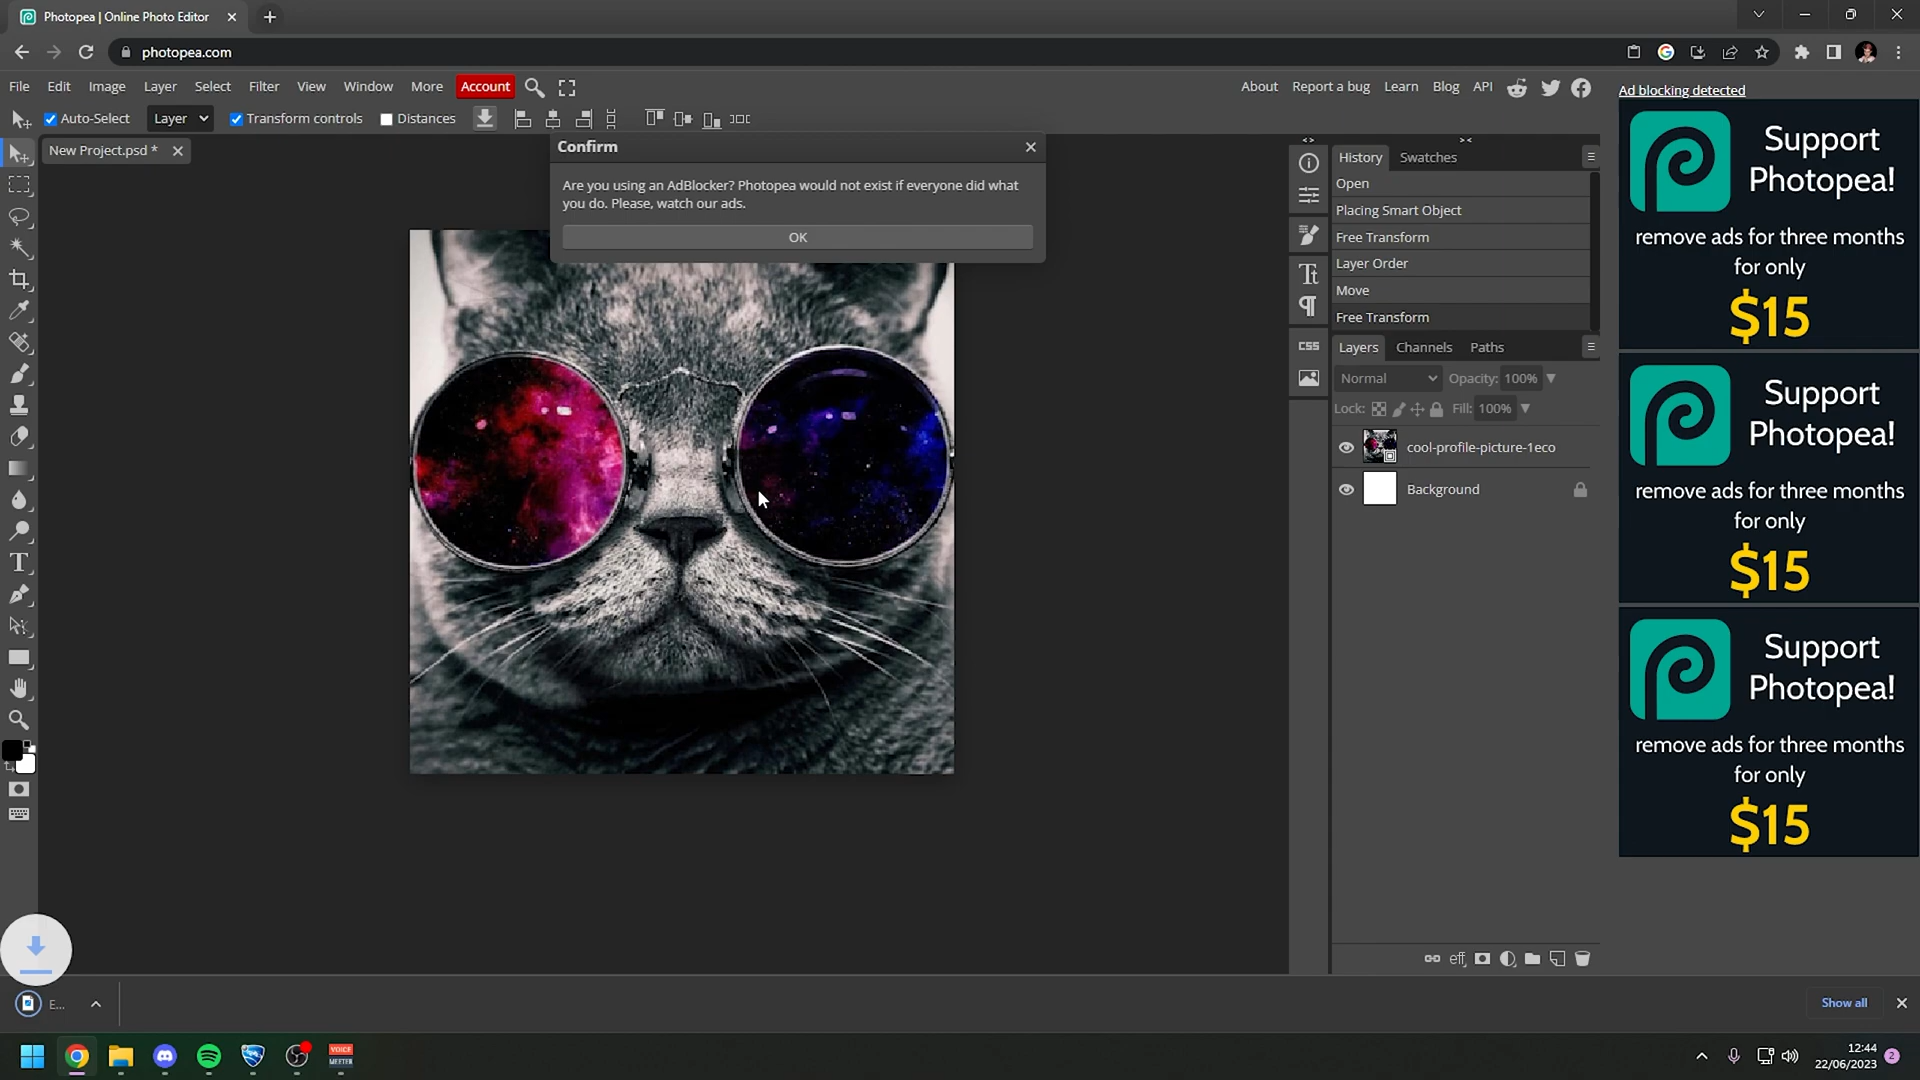 Photopea | Online Photo Editor
photopea.com
File Edit Image Layer Select Filter View Window More Account
About Report a bug Learn Blog API
Ad blocking detected
Auto-Select Layer Transform controls Distances
New Project.psd *
Confirm
Are you using an AdBlocker? Photopea would not exist if everyone did what
you do. Please, watch our ads.
OK
History Swatches
Open
Placing Smart Object
Free Transform
Layer Order
Move
Free Transform
CSS
Layers Channels Paths
Normal Opacity: 100%
Lock: Fill: 100%
cool-profile-picture-1eco
Background
eff
Support
Photopea!
remove ads for three months
for only
$15
Support
Photopea!
remove ads for three months
for only
$15
Support
Photopea!
remove ads for three months
for only
$15
E...
Show all
VOICE
MEETER
12:44
22/06/2023
2